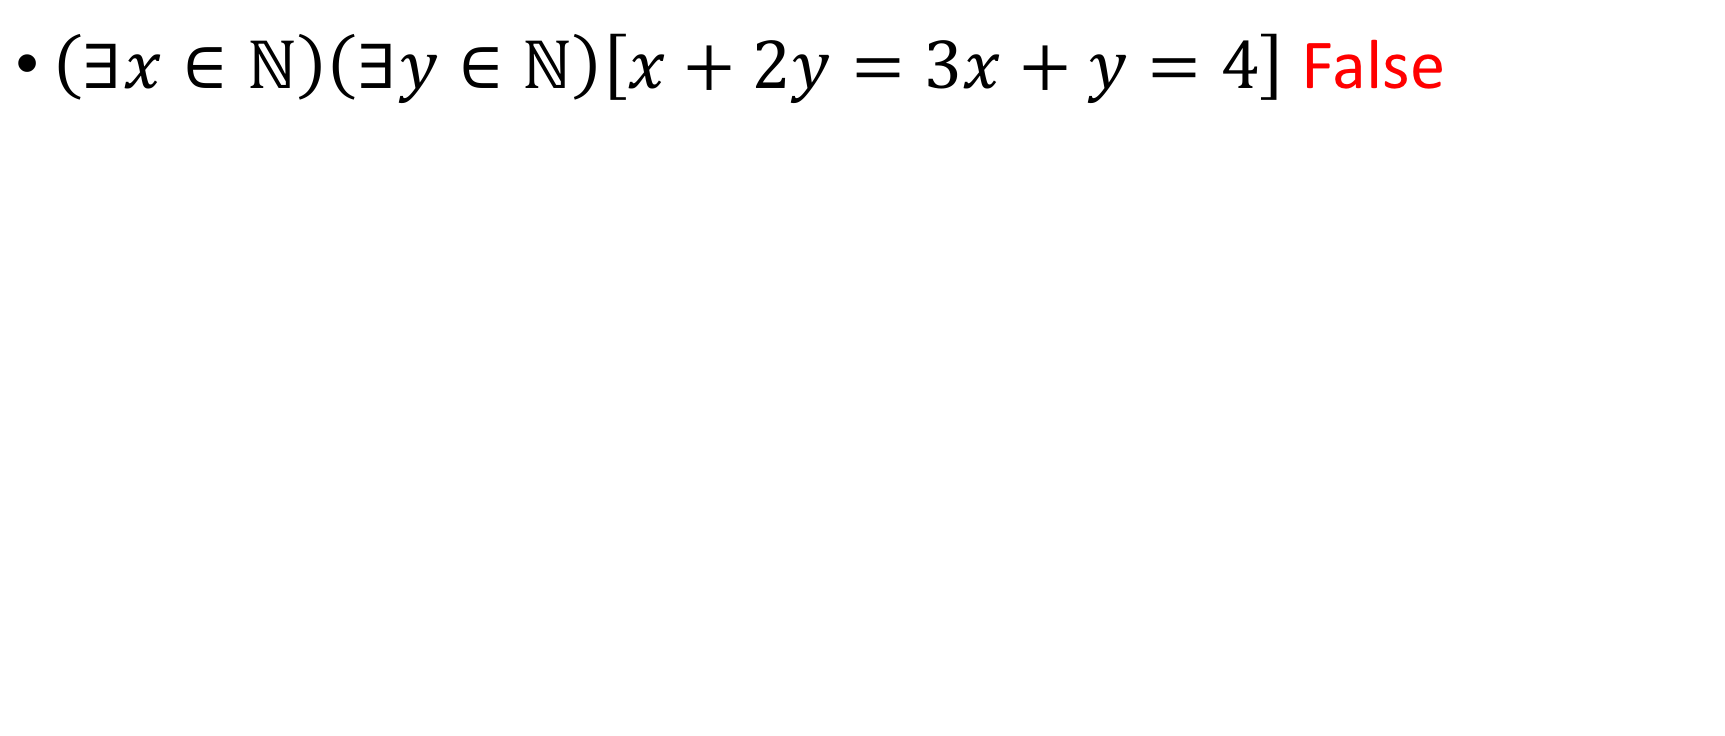 • (∃𝑥 ∈ ℕ)(∃𝑦 ∈ ℕ)[𝑥 + 2𝑦 = 3𝑥 + 𝑦 = 4] False